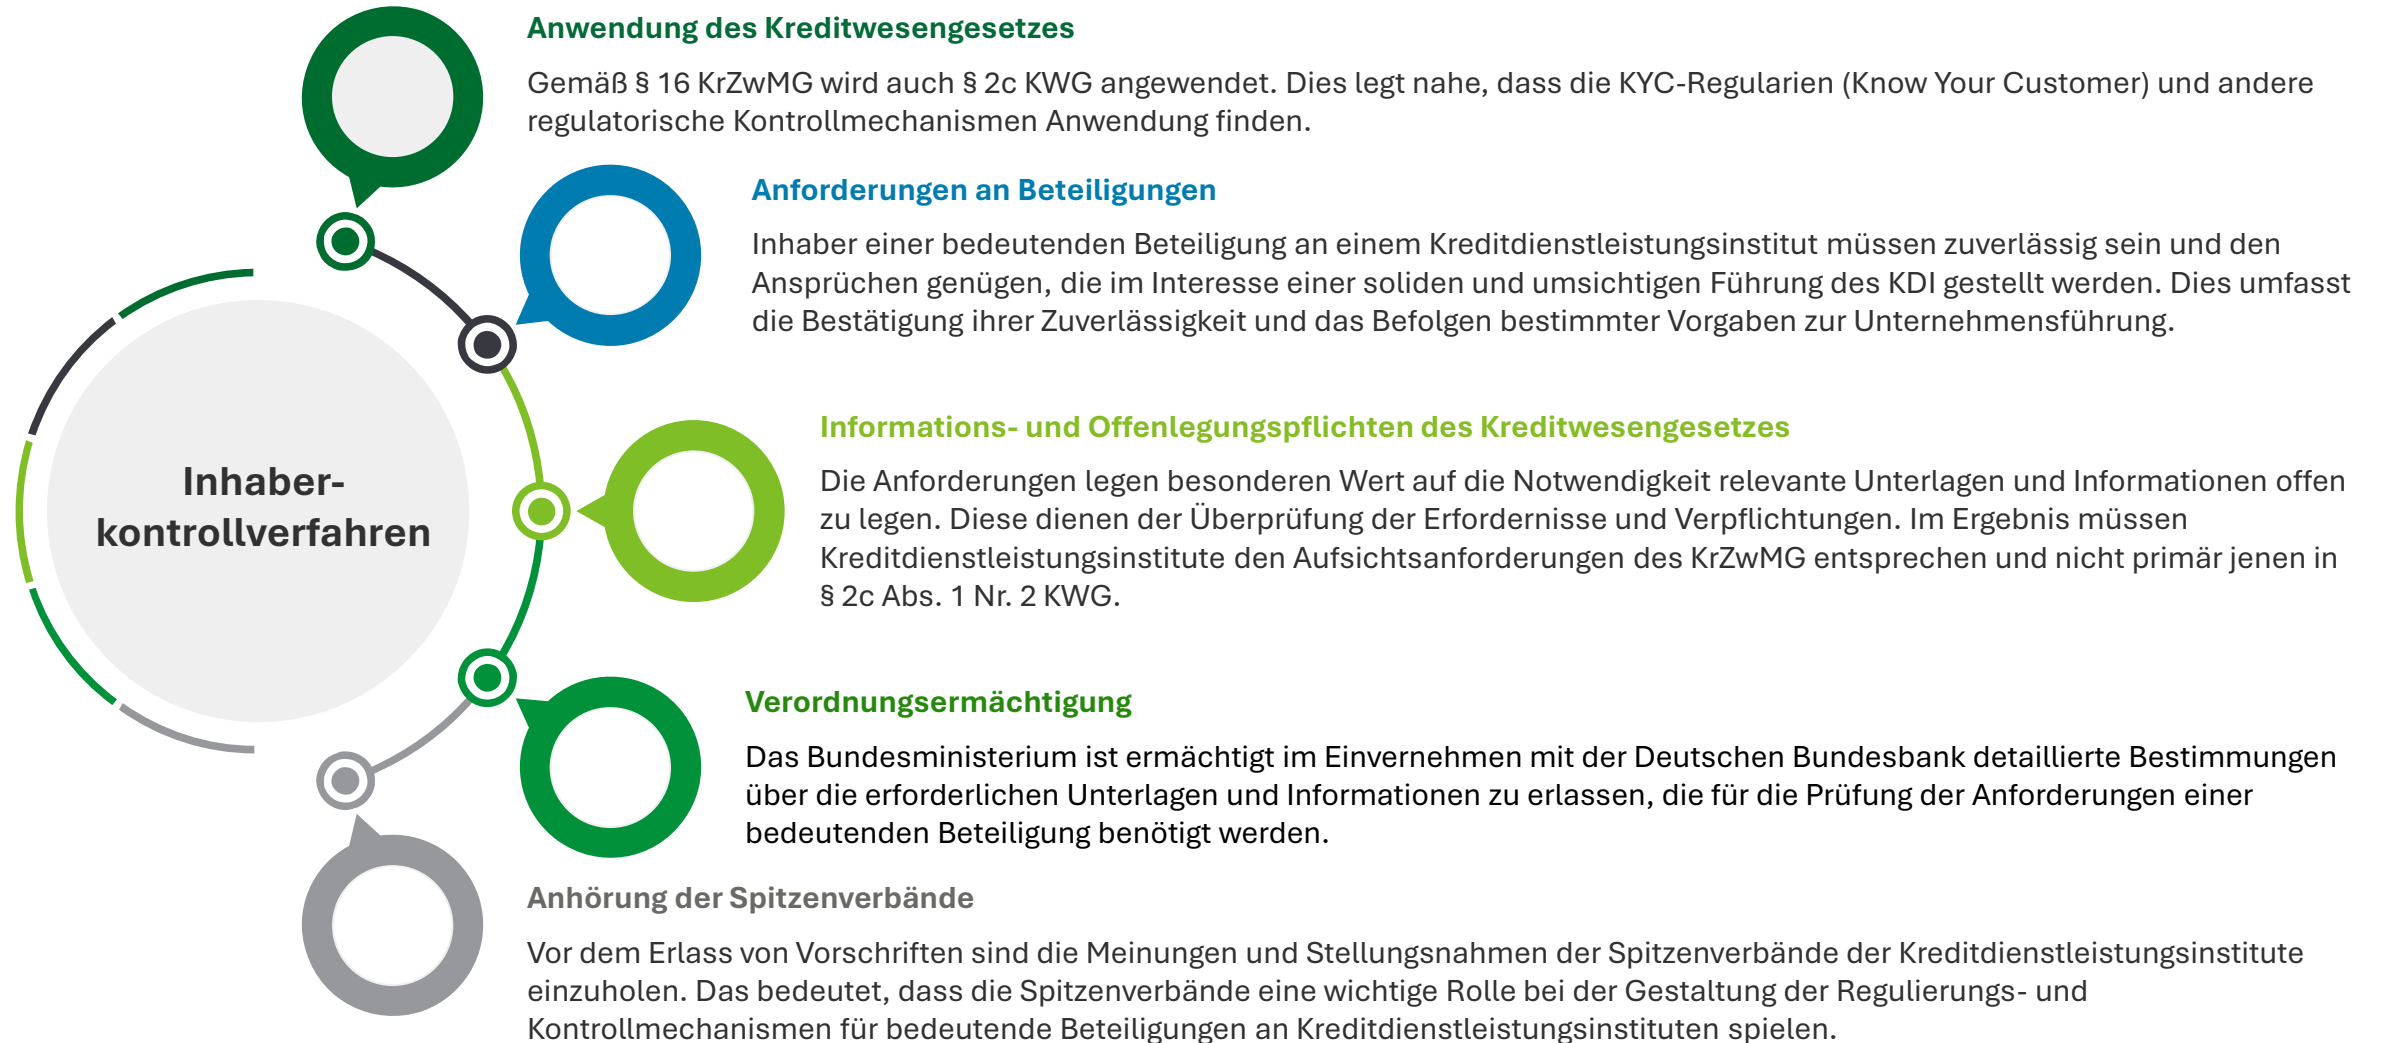 Anwendung des Kreditwesengesetzes
Gemäß § 16 KrZwMG wird auch § 2c KWG angewendet. Dies legt nahe, dass die KYC-Regularien (Know Your Customer) und andere
regulatorische Kontrollmechanismen Anwendung finden.
Anforderungen an Beteiligungen
Inhaber einer bedeutenden Beteiligung an einem Kreditdienstleistungsinstitut müssen zuverlässig sein und den
Ansprüchen genügen, die im Interesse einer soliden und umsichtigen Führung des KDI gestellt werden. Dies umfasst
die Bestätigung ihrer Zuverlässigkeit und das Befolgen bestimmter Vorgaben zur Unternehmensführung.
Informations- und Offenlegungspflichten des Kreditwesengesetzes
Die Anforderungen legen besonderen Wert auf die Notwendigkeit relevante Unterlagen und Informationen offen
zu legen. Diese dienen der Überprüfung der Erfordernisse und Verpflichtungen. Im Ergebnis müssen
Kreditdienstleistungsinstitute den Aufsichtsanforderungen des KrZwMG entsprechen und nicht primär jenen in
§ 2c Abs. 1 Nr. 2 KWG.
Inhaber-
kontrollverfahren
Verordnungsermächtigung
Das Bundesministerium ist ermächtigt im Einvernehmen mit der Deutschen Bundesbank detaillierte Bestimmungen
über die erforderlichen Unterlagen und Informationen zu erlassen, die für die Prüfung der Anforderungen einer
bedeutenden Beteiligung benötigt werden.
Anhörung der Spitzenverbände
Vor dem Erlass von Vorschriften sind die Meinungen und Stellungsnahmen der Spitzenverbände der Kreditdienstleistungsinstitute
einzuholen. Das bedeutet, dass die Spitzenverbände eine wichtige Rolle bei der Gestaltung der Regulierungs- und
Kontrollmechanismen für bedeutende Beteiligungen an Kreditdienstleistungsinstituten spielen.